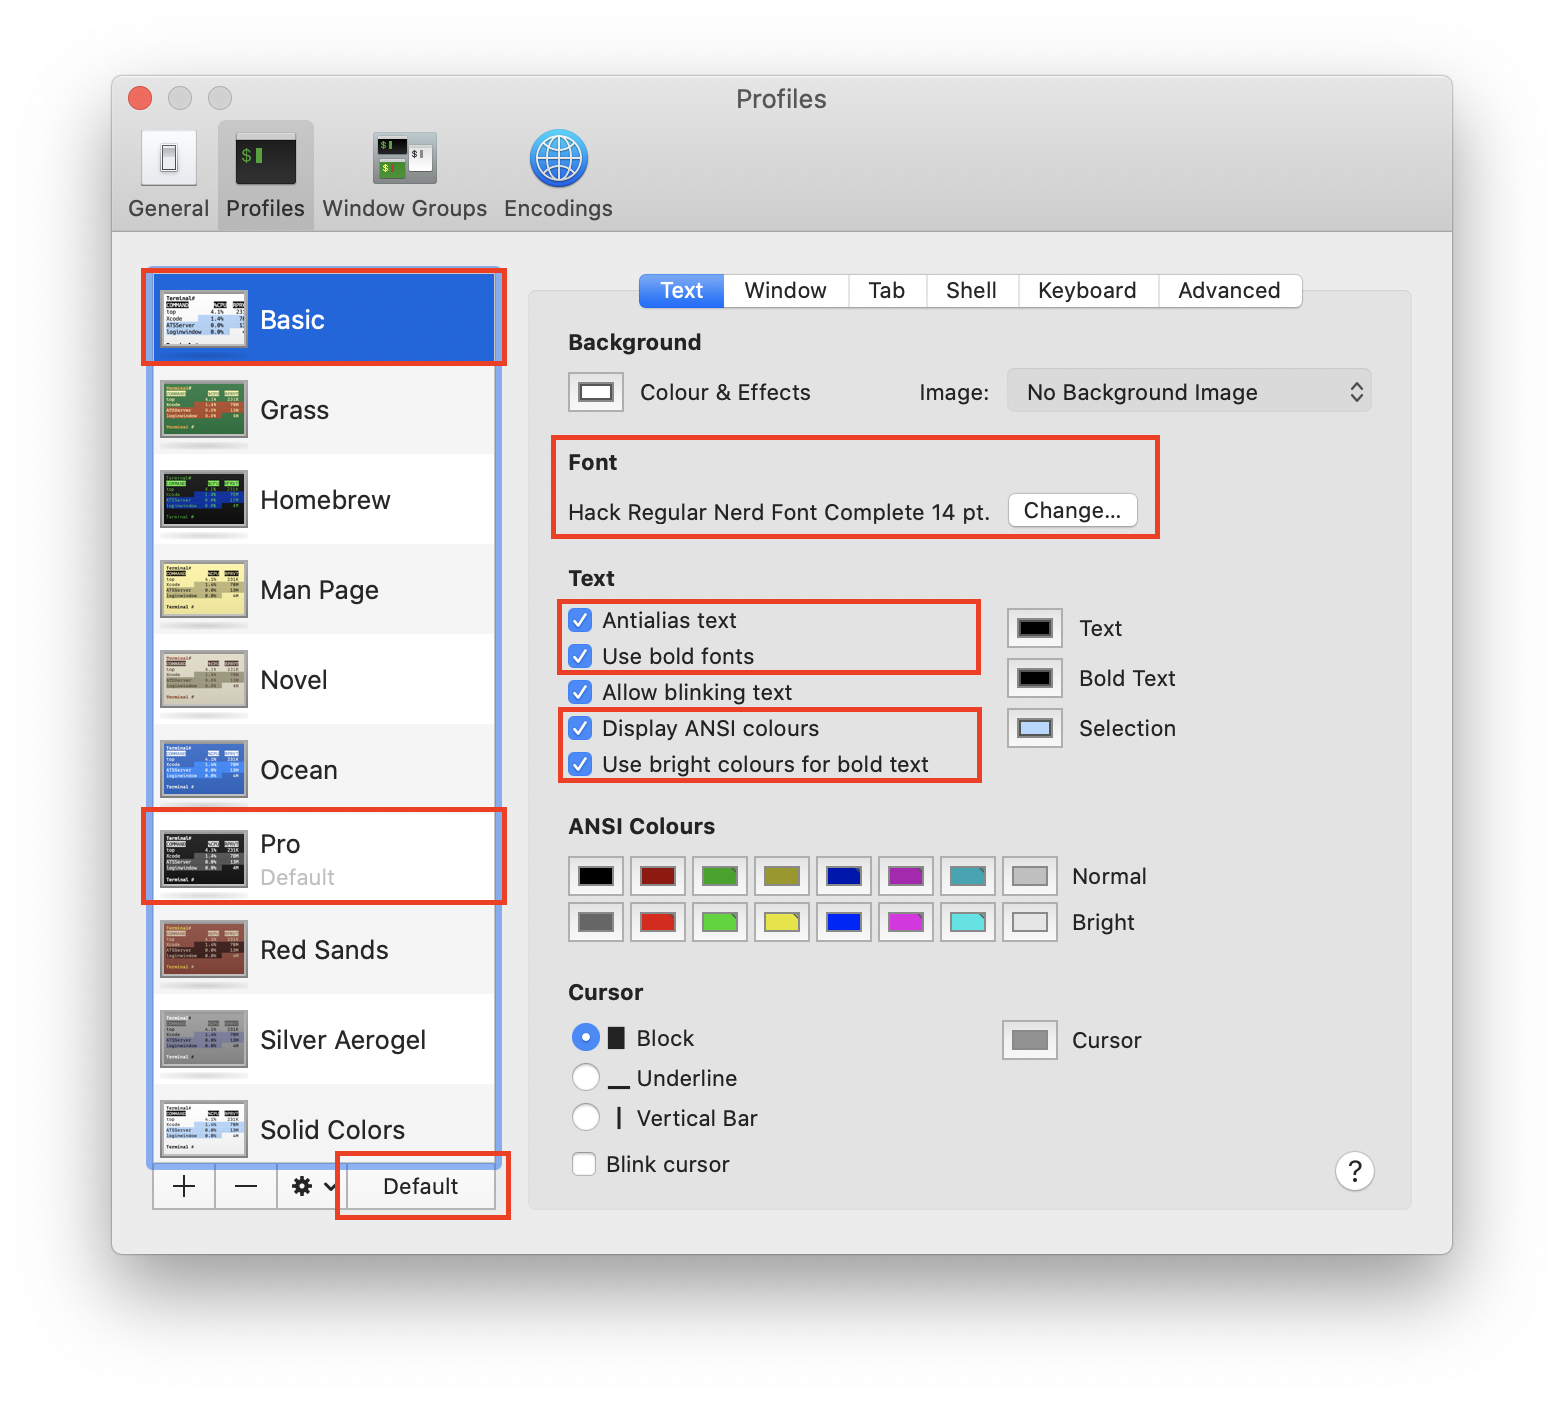 Profiles
General
Profiles
Window Groups
Encodings
Basic
Grass
Homebrew
Man Page
Novel
Ocean
Pro
Default
Red Sands
Silver Aerogel
Solid Colors
Default
Text
Window
Tab
Shell
Keyboard
Advanced
Background
Colour & Effects
Image:
No Background Image
Font
Hack Regular Nerd Font Complete 14 pt.
Change...
Text
Antialias text
Use bold fonts
Allow blinking text
Display ANSI colours
Use bright colours for bold text
Text
Bold Text
Selection
ANSI Colours
Normal
Bright
Cursor
Block
Underline
Vertical Bar
Blink cursor
Cursor
?